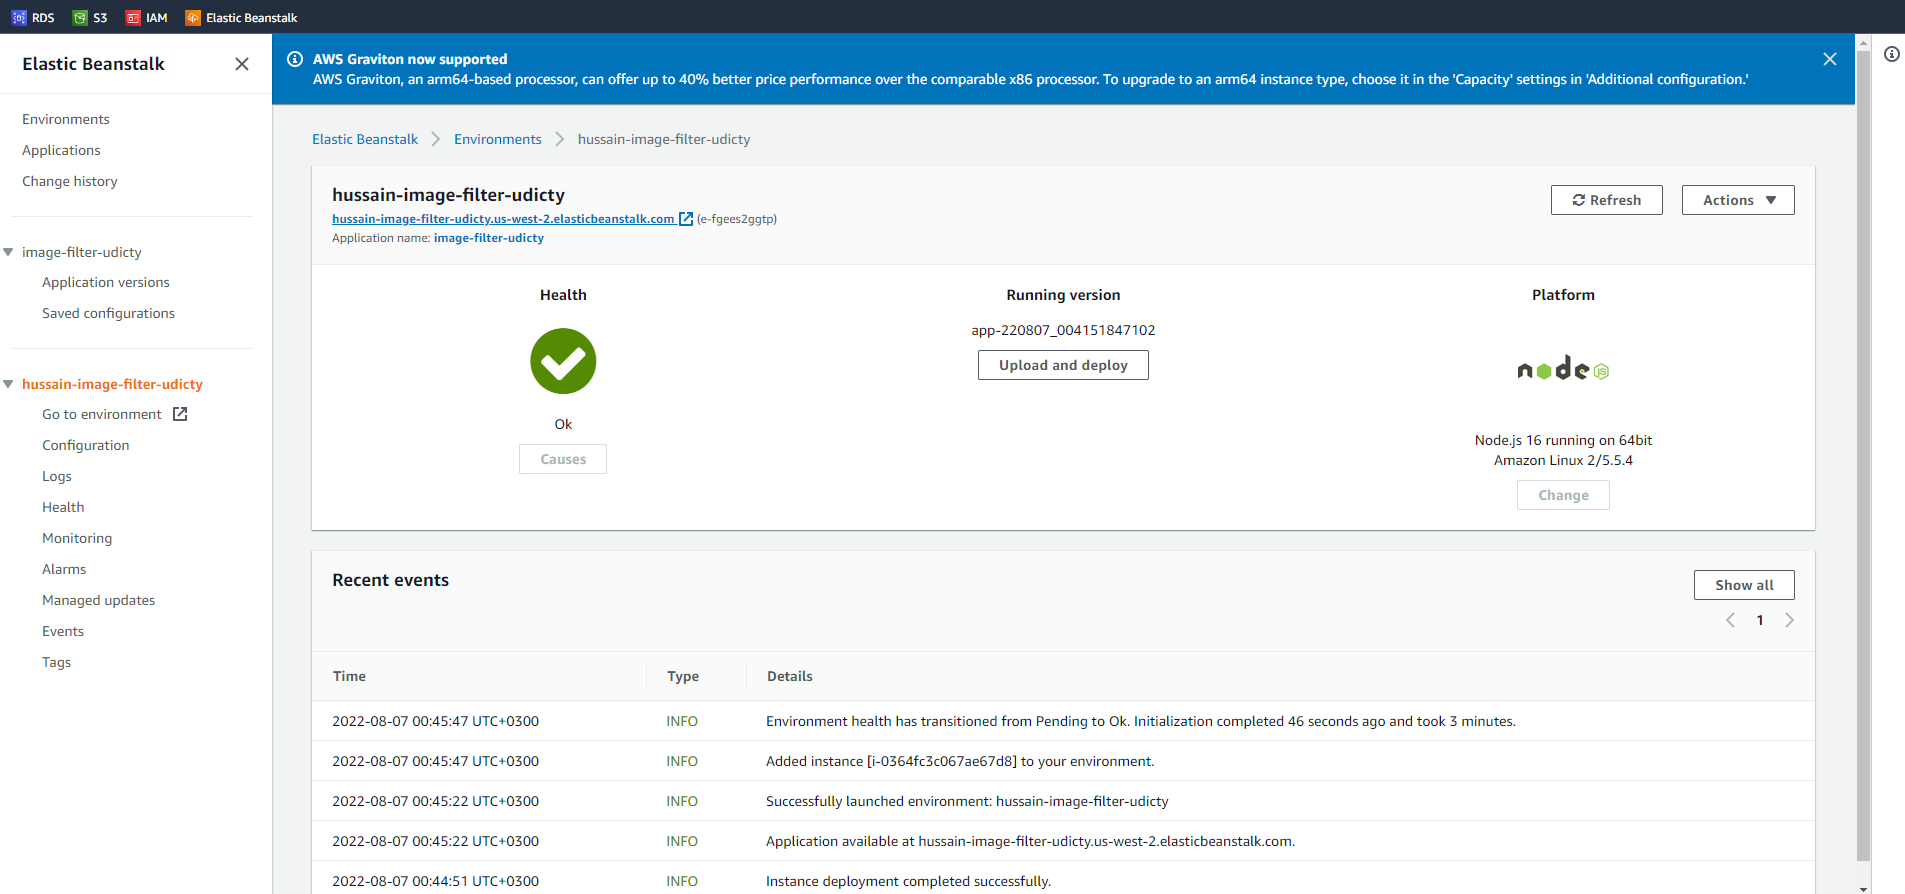 RDS S3 IAM Elastic Beanstalk
Elastic Beanstalk
Environments
Applications
Change history
image-filter-udicty
Application versions
Saved configurations
hussain-image-filter-udicty
Go to environment
Configuration
Logs
Health
Monitoring
Alarms
Managed updates
Events
Tags
AWS Graviton now supported
AWS Graviton, an arm64-based processor, can offer up to 40% better price performance over the comparable x86 processor. To upgrade to an arm64 instance type, choose it in the 'Capacity' settings in 'Additional configuration.'
Elastic Beanstalk Environments hussain-image-filter-udicty
hussain-image-filter-udicty
hussain-image-filter-udicty.us-west-2.elasticbeanstalk.com (e-fgees2ggtp)
Application name: image-filter-udicty
Refresh Actions
Health
Ok
Causes
Running version
app-220807_004151847102
Upload and deploy
Platform
node JS
Node.js 16 running on 64bit
Amazon Linux 2/5.5.4
Change
Recent events
Show all
1
Time Type Details
2022-08-07 00:45:47 UTC+0300 INFO Environment health has transitioned from Pending to Ok. Initialization completed 46 seconds ago and took 3 minutes.
2022-08-07 00:45:47 UTC+0300 INFO Added instance [i-0364fc3c067ae67d8] to your environment.
2022-08-07 00:45:22 UTC+0300 INFO Successfully launched environment: hussain-image-filter-udicty
2022-08-07 00:45:22 UTC+0300 INFO Application available at hussain-image-filter-udicty.us-west-2.elasticbeanstalk.com.
2022-08-07 00:44:51 UTC+0300 INFO Instance deployment completed successfully.